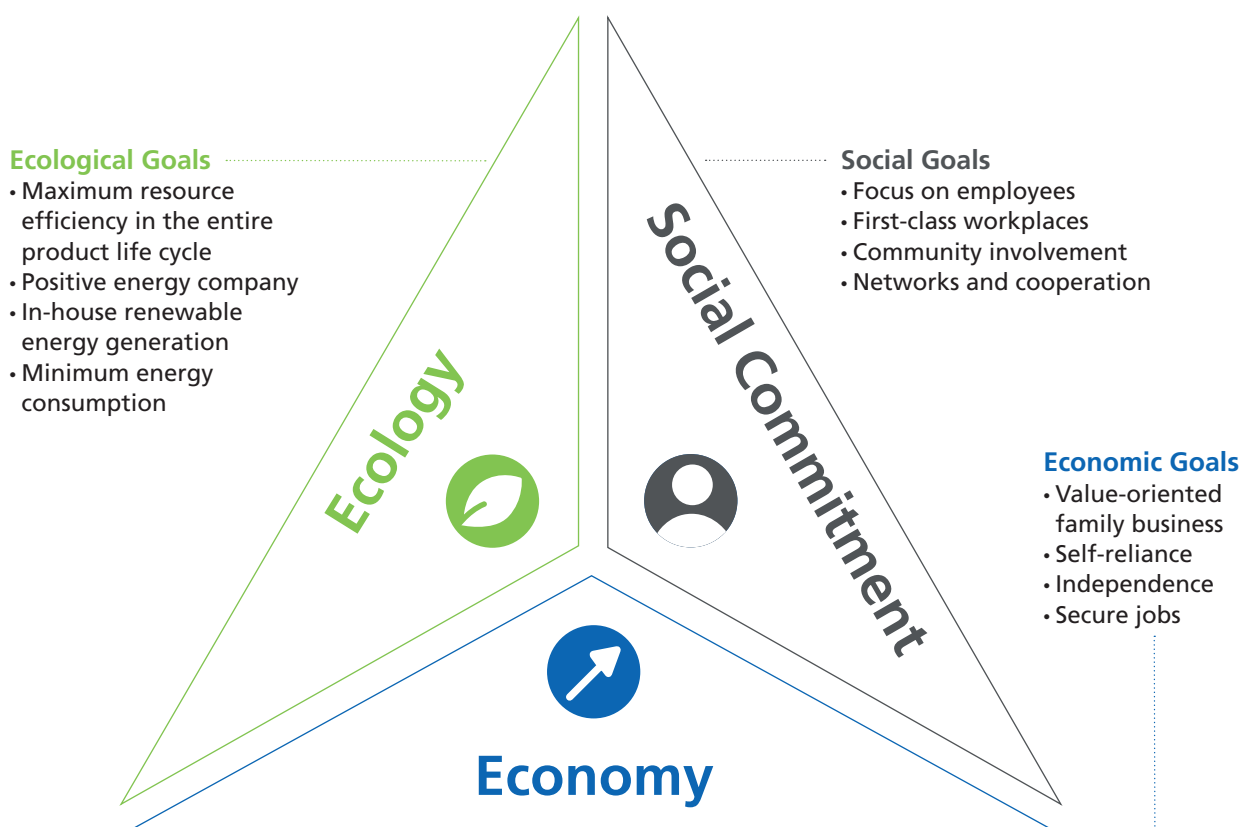 Ecological Goals
• Maximum resource
efficiency in the entire
product life cycle
• Positive energy company
• In-house renewable
energy generation
• Minimum energy
consumption
Ecology
Social Goals
• Focus on employees
• First-class workplaces
• Community involvement
• Networks and cooperation
Social Commitment
Economic Goals
• Value-oriented
family business
• Self-reliance
• Independence
• Secure jobs
Economy